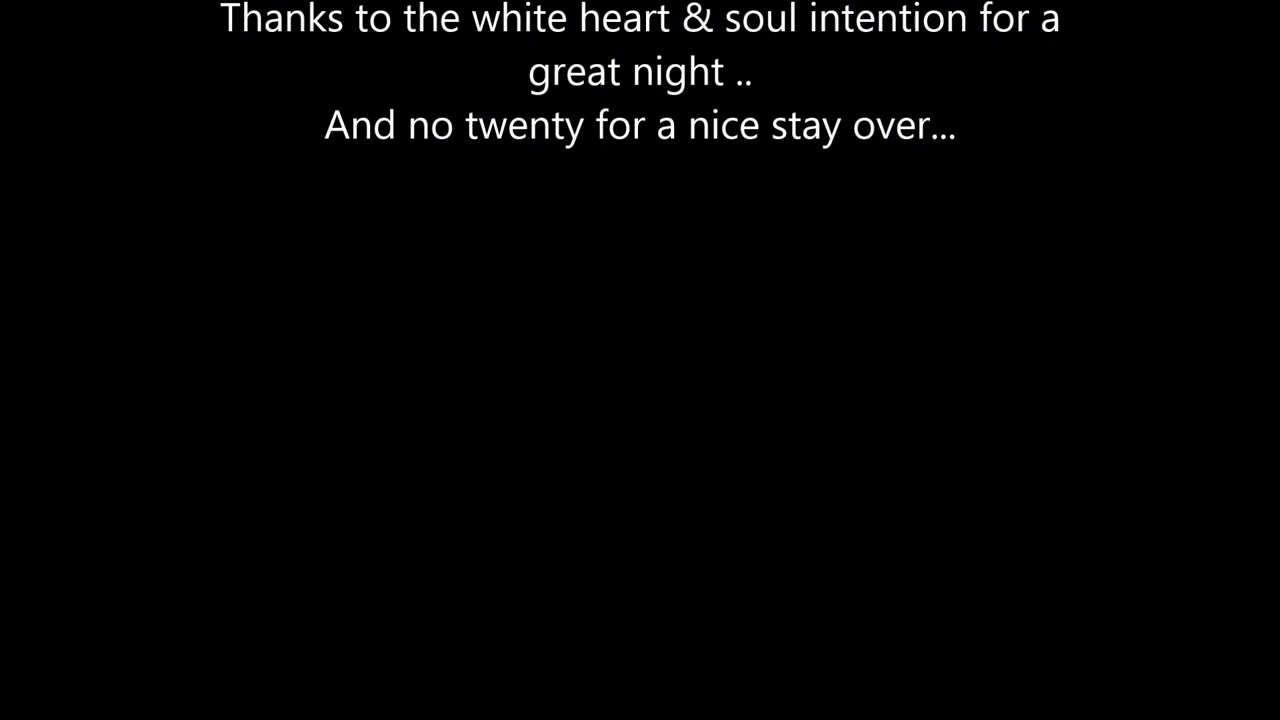 Thanks to the white heart & soul intention for a
great night ..
And no twenty for a nice stay over...